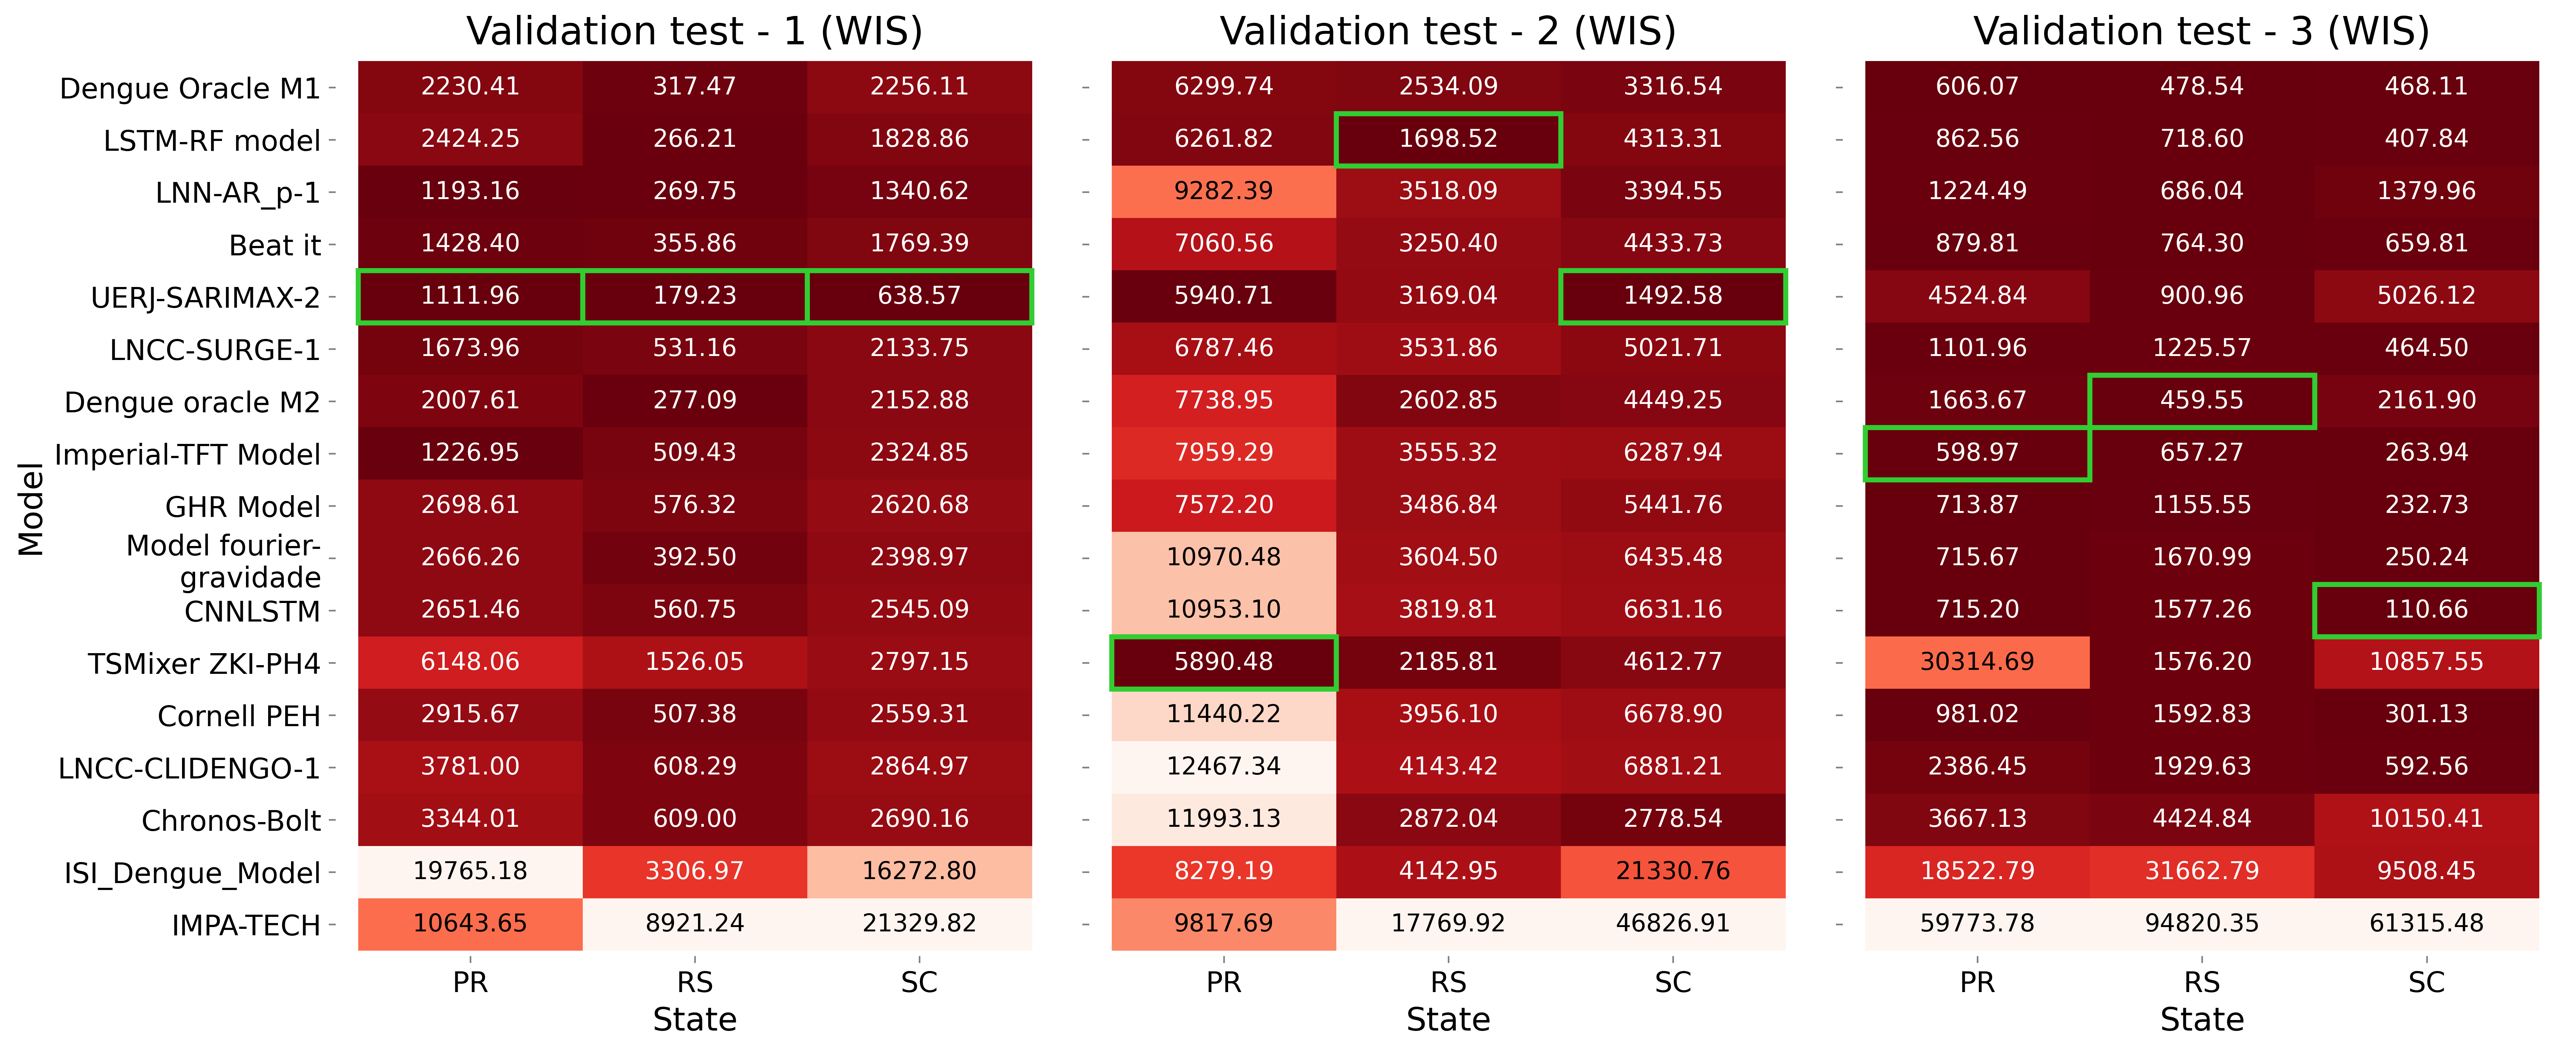 Validation test - 1 (WIS) Validation test - 2 (WIS) Validation test - 3 (WIS)
Dengue Oracle M1 2230.41 317.47 2256.11 6299.74 2534.09 3316.54 606.07 478.54 468.11
LSTM-RF model 2424.25 266.21 1828.86 6261.82 1698.52 4313.31 862.56 718.60 407.84
LNN-AR_p-1 1193.16 269.75 1340.62 9282.39 3518.09 3394.55 1224.49 686.04 1379.96
Beat it 1428.40 355.86 1769.39 7060.56 3250.40 4433.73 879.81 764.30 659.81
UERJ-SARIMAX-2 1111.96 179.23 638.57 5940.71 3169.04 1492.58 4524.84 900.96 5026.12
LNCC-SURGE-1 1673.96 531.16 2133.75 6787.46 3531.86 5021.71 1101.96 1225.57 464.50
Dengue oracle M2 2007.61 277.09 2152.88 7738.95 2602.85 4449.25 1663.67 459.55 2161.90
Imperial-TFT Model 1226.95 509.43 2324.85 7959.29 3555.32 6287.94 598.97 657.27 263.94
GHR Model 2698.61 576.32 2620.68 7572.20 3486.84 5441.76 713.87 1155.55 232.73
Model fourier-
gravidade 2666.26 392.50 2398.97 10970.48 3604.50 6435.48 715.67 1670.99 250.24
CNNLSTM 2651.46 560.75 2545.09 10953.10 3819.81 6631.16 715.20 1577.26 110.66
TSMixer ZKI-PH4 6148.06 1526.05 2797.15 5890.48 2185.81 4612.77 30314.69 1576.20 10857.55
Cornell PEH 2915.67 507.38 2559.31 11440.22 3956.10 6678.90 981.02 1592.83 301.13
LNCC-CLIDENGO-1 3781.00 608.29 2864.97 12467.34 4143.42 6881.21 2386.45 1929.63 592.56
Chronos-Bolt 3344.01 609.00 2690.16 11993.13 2872.04 2778.54 3667.13 4424.84 10150.41
ISI_Dengue_Model 19765.18 3306.97 16272.80 8279.19 4142.95 21330.76 18522.79 31662.79 9508.45
IMPA-TECH 10643.65 8921.24 21329.82 9817.69 17769.92 46826.91 59773.78 94820.35 61315.48
PR RS SC PR RS SC PR RS SC
State State State
Model